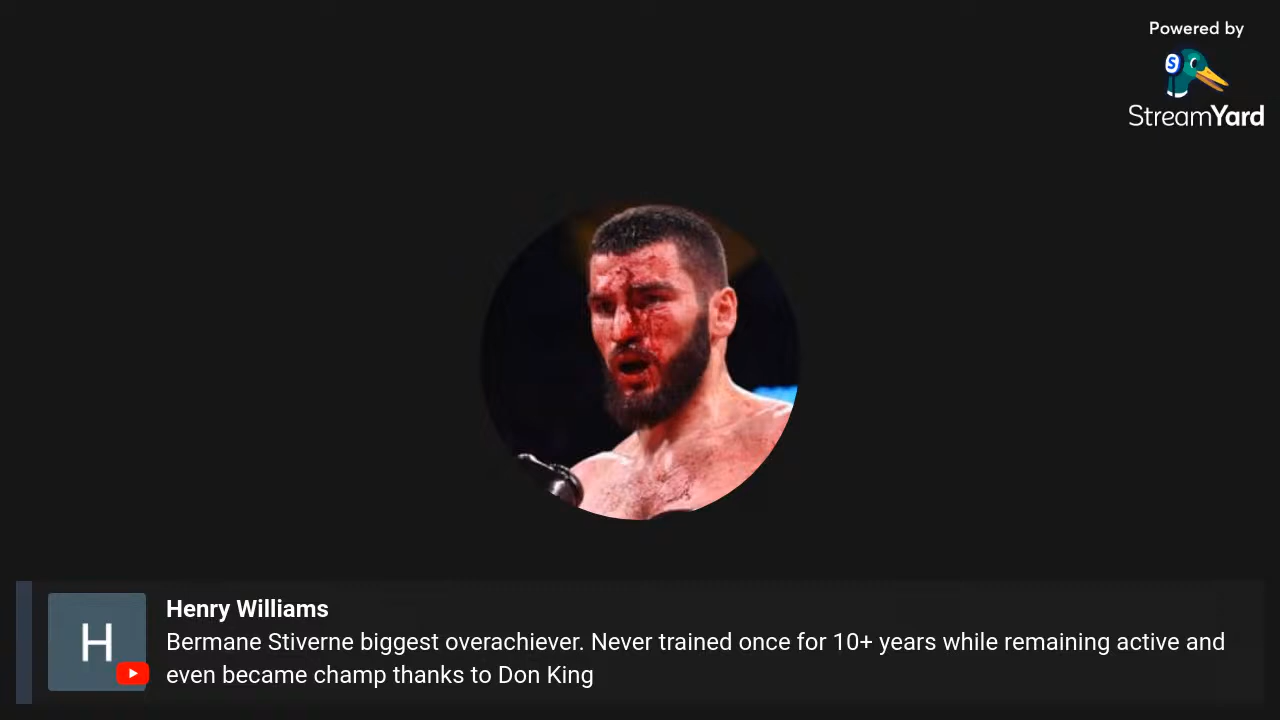 Powered by
S
StreamYard
H
Henry Williams
Bermane Stiverne biggest overachiever. Never trained once for 10+ years while remaining active and
even became champ thanks to Don King